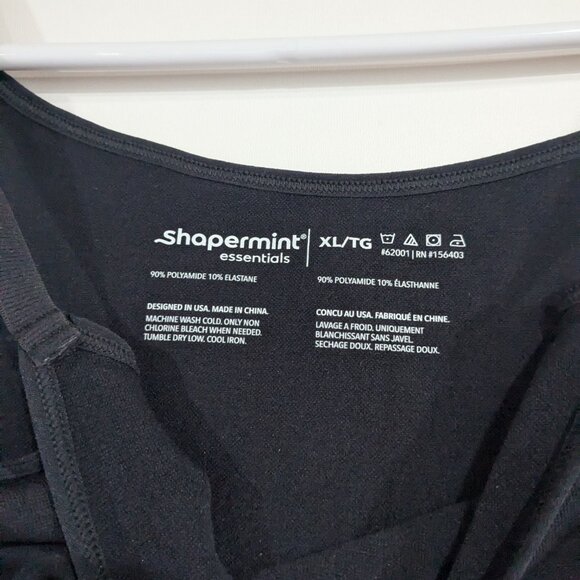 Shapermint®
essentials
XL/TG
#62001 | RN #156403
90% POLYAMIDE 10% ELASTANE
90% POLYAMIDE 10% ÉLASTHANNE
DESIGNED IN USA. MADE IN CHINA.
MACHINE WASH COLD. ONLY NON
CHLORINE BLEACH WHEN NEEDED.
TUMBLE DRY LOW. COOL IRON.
CONCU AU USA. FABRIQUÉ EN CHINE.
LAVAGE A FROID, UNIQUEMENT
BLANCHISSANT SANS JAVEL.
SECHAGE DOUX. REPASSAGE DOUX.